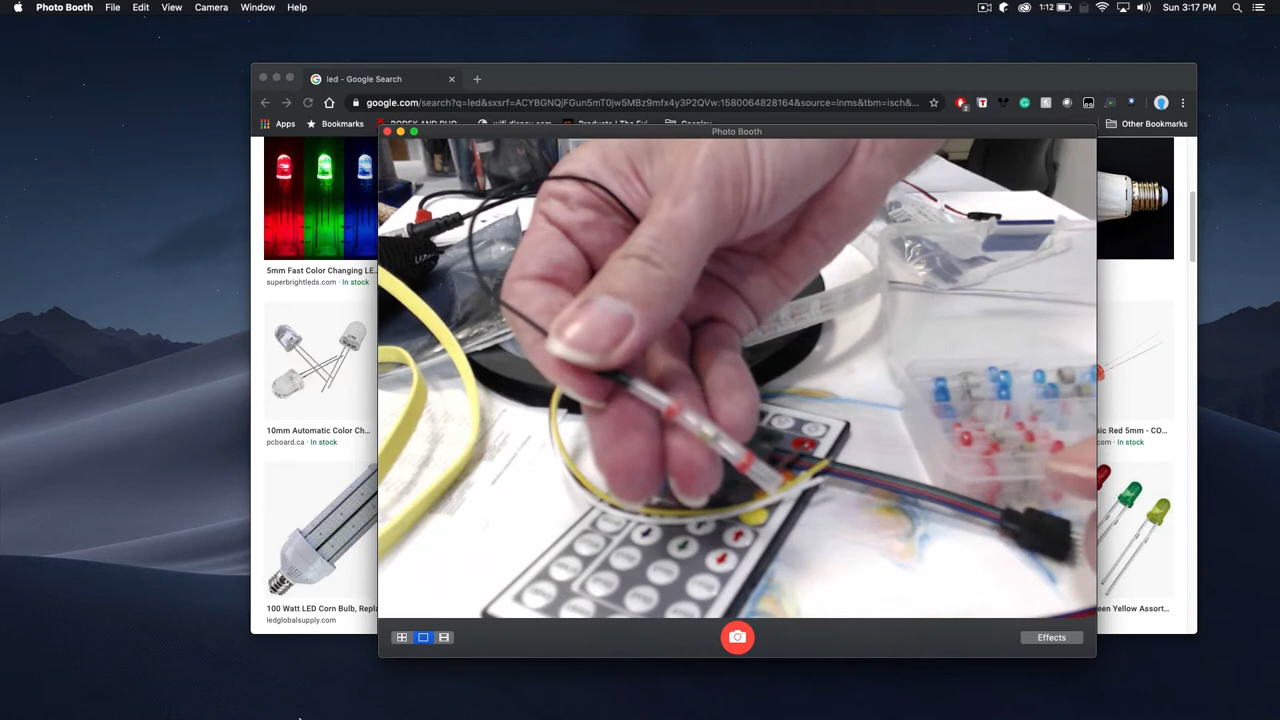 Photo Booth File Edit View Camera Window Help 1:12 Sun 3:17 PM
led - Google Search
google.com/search?q=led&sxsrf=ACYBGNQjFGun5mT0jw5MBz9mfx4y3P2QVw:1580064828164&source=lnms&tbm=isch&...
Apps Bookmarks Other Bookmarks
Photo Booth
5mm Fast Color Changing LE...
superbrightleds.com · In stock
10mm Automatic Color Ch...
pcboard.ca · In stock
sic Red 5mm - CO...
In stock
100 Watt LED Corn Bulb, Repla
ledglobalsupply.com
een Yellow Assort...
m · In stock
Effects